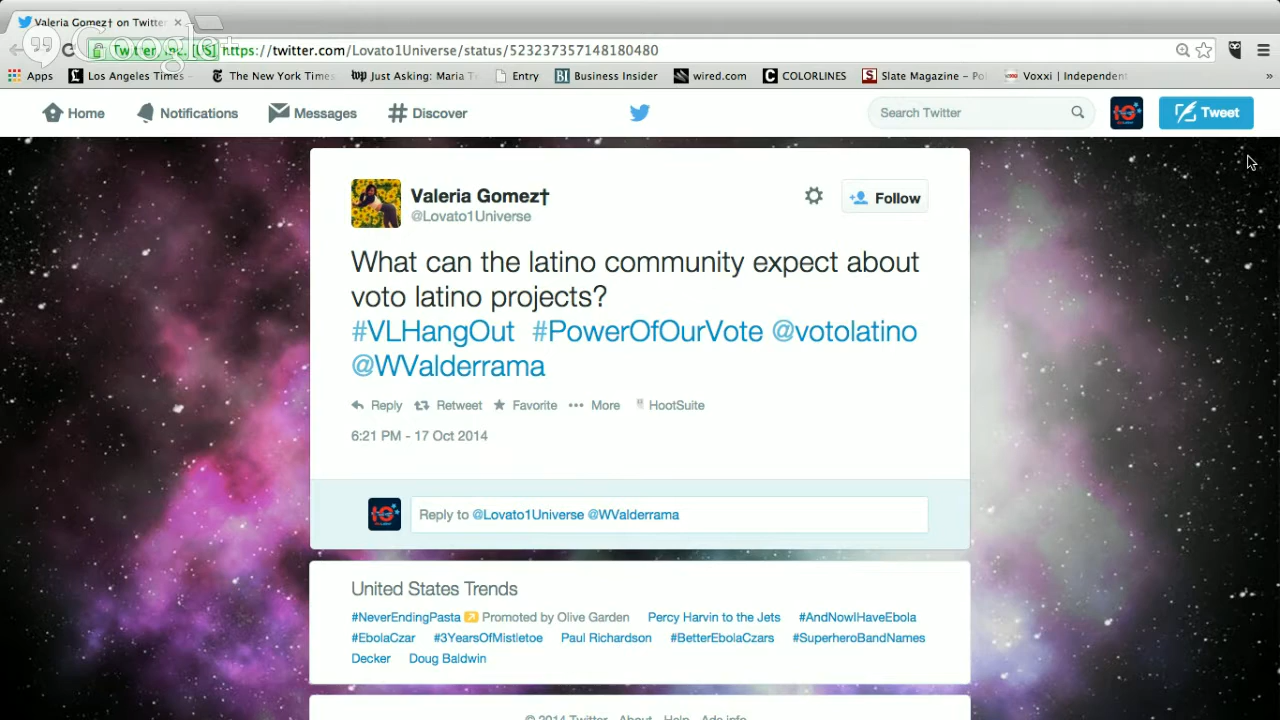 Valeria Gomez† on Twitter
Google+
Twitter, Inc. [US] https://twitter.com/Lovato1Universe/status/523237357148180480
Apps Los Angeles Times The New York Times Just Asking: Maria T Entry Business Insider wired.com COLORLINES Slate Magazine - Pol Voxxi | Independent »
Home Notifications Messages Discover Search Twitter Tweet
Valeria Gomez†
@Lovato1Universe
Follow
What can the latino community expect about
voto latino projects?
#VLHangOut #PowerOfOurVote @votolatino
@WValderrama
Reply Retweet Favorite More HootSuite
6:21 PM - 17 Oct 2014
Reply to @Lovato1Universe @WValderrama
United States Trends
#NeverEndingPasta Promoted by Olive Garden Percy Harvin to the Jets #AndNowIHaveEbola
#EbolaCzar #3YearsOfMistletoe Paul Richardson #BetterEbolaCzars #SuperheroBandNames
Decker Doug Baldwin
© 2014 Twitter About Help Ads info